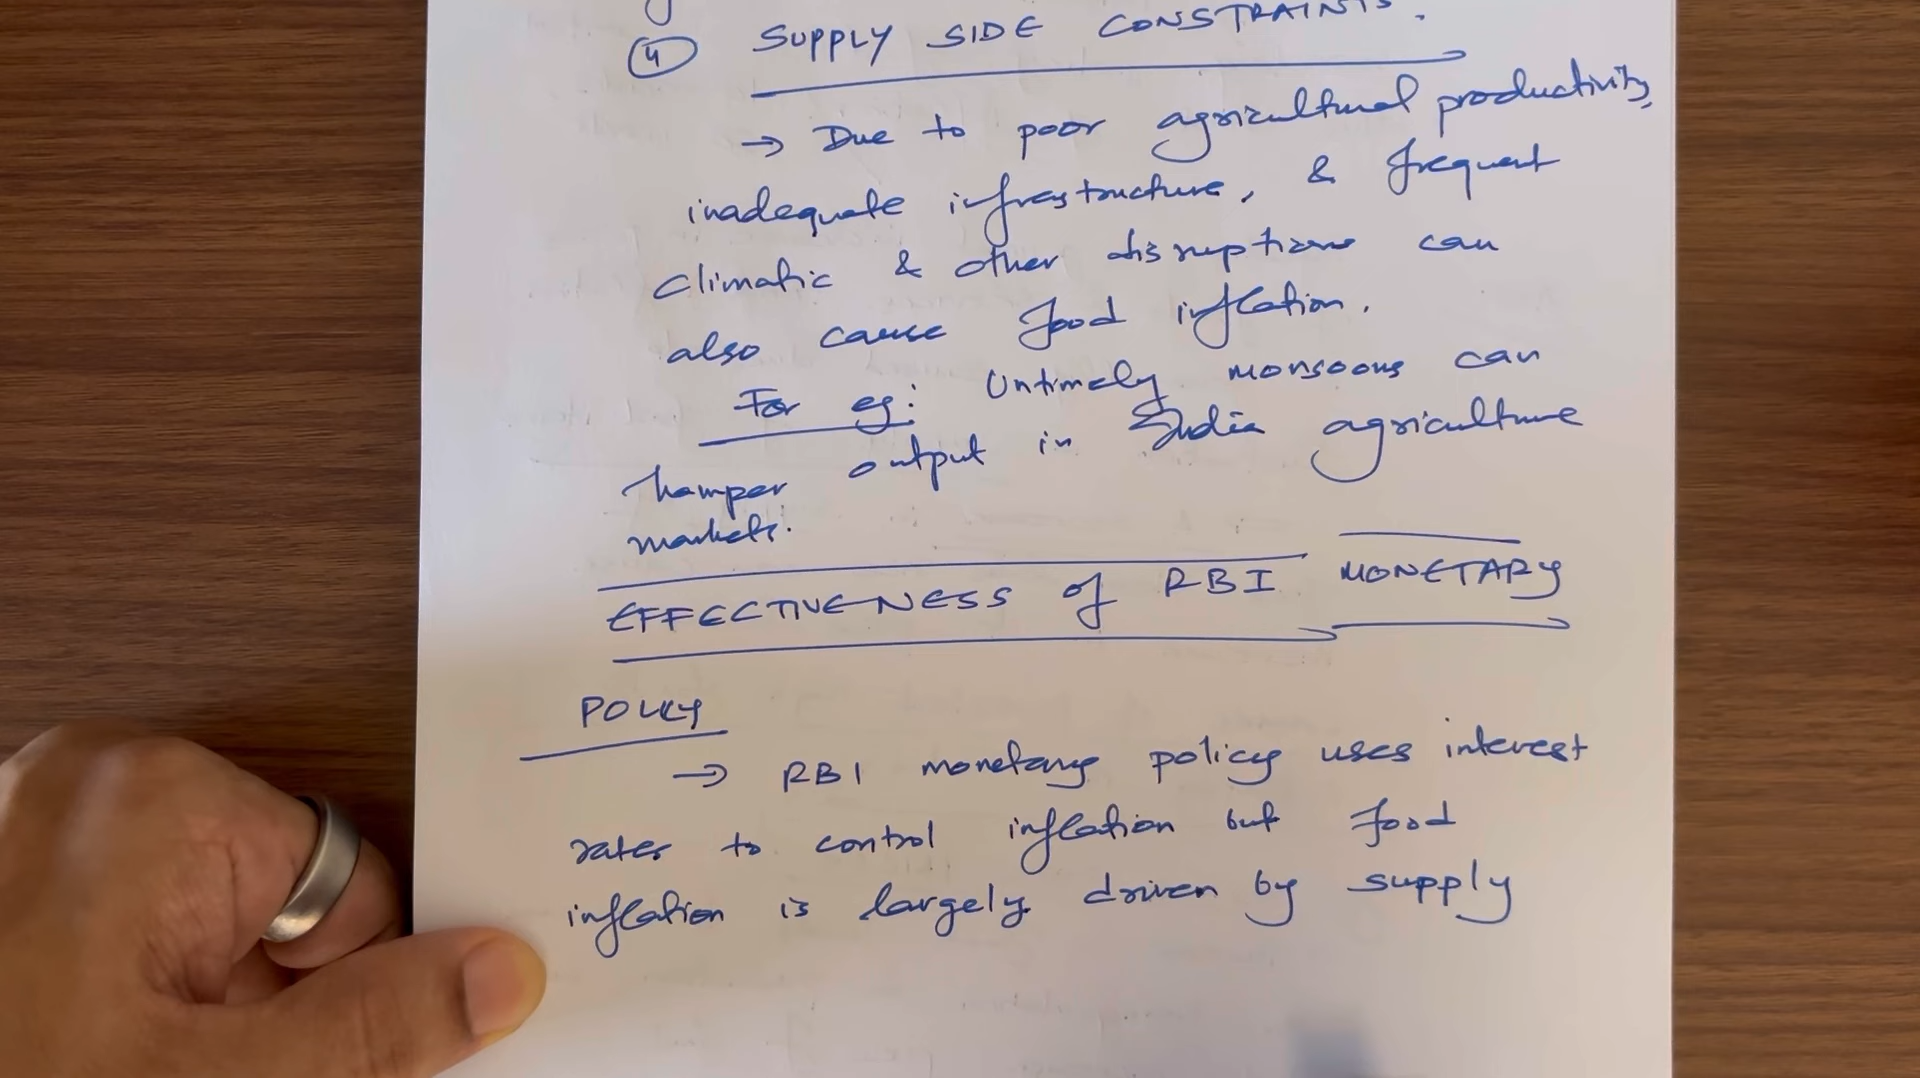 ④ SUPPLY SIDE CONSTRAINTS.
→ Due to poor agricultural productivity,
inadequate infrastructure, & frequent
climatic & other disruptions can
also cause food inflation.
For eg: Untimely monsoons can
hamper output in India agriculture
markets.
EFFECTIVENESS of RBI MONETARY
POLICY
→ RBI monetary policy uses interest
rates to control inflation but food
inflation is largely driven by supply